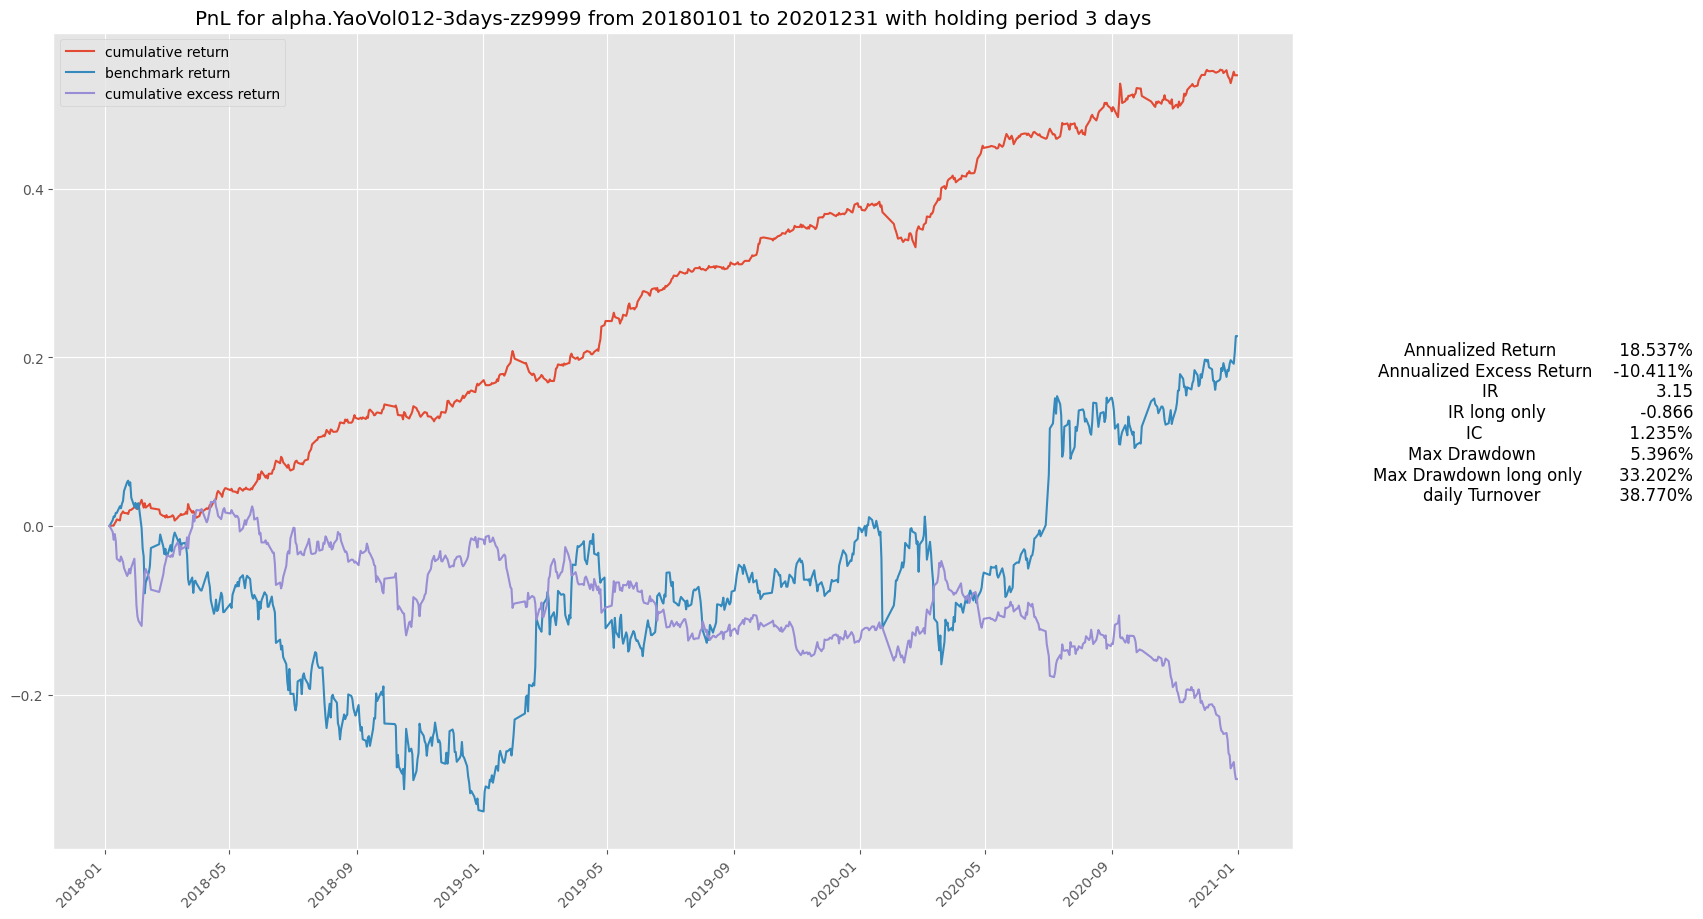 PnL for alpha.YaoVol012-3days-zz9999 from 20180101 to 20201231 with holding period 3 days
cumulative return
benchmark return
cumulative excess return
0.4
0.2
0.0
−0.2
2018-01
2018-05
2018-09
2019-01
2019-05
2019-09
2020-01
2020-05
2020-09
2021-01
Annualized Return 18.537%
Annualized Excess Return -10.411%
IR 3.15
IR long only -0.866
IC 1.235%
Max Drawdown 5.396%
Max Drawdown long only 33.202%
daily Turnover 38.770%